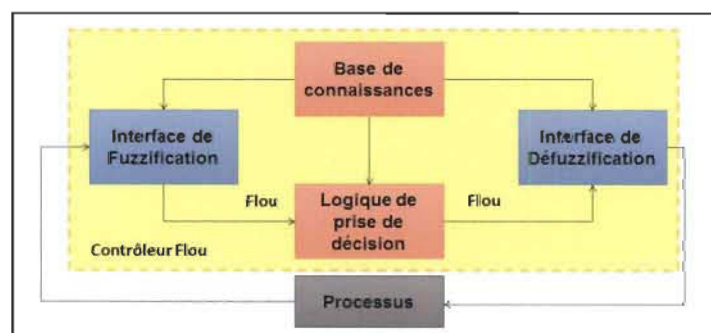 Base de
connaissances
Interface de
Fuzzification
Interface de
Défuzzification
Flou
Logique de
prise de
décision
Flou
Contrôleur Flou
Processus